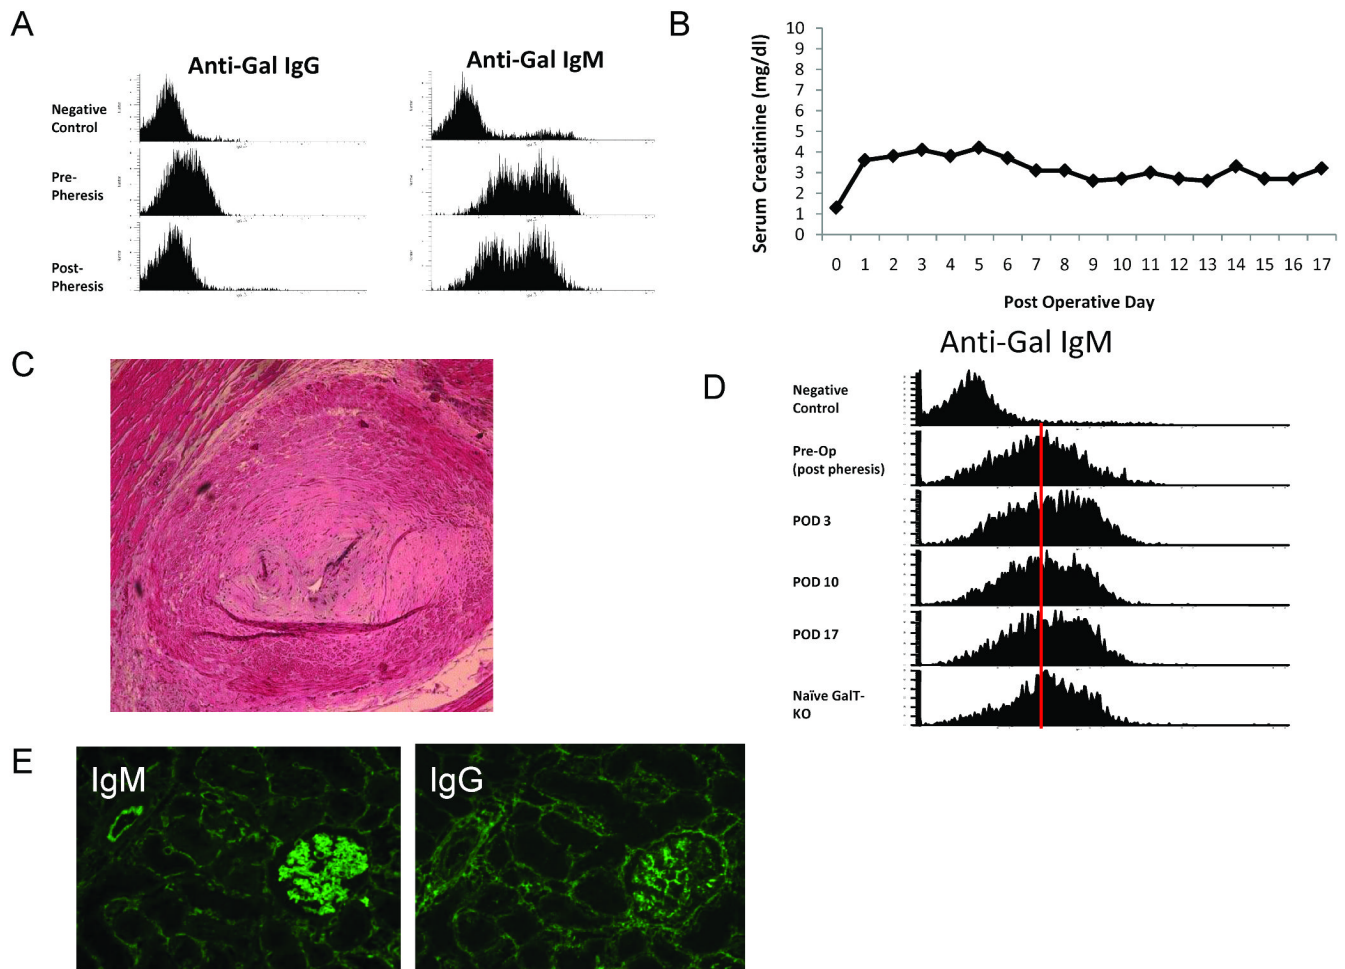 A
Anti-Gal IgG
Anti-Gal IgM
Negative
Control
Pre-
Pheresis
Post-
Pheresis
B
Serum Creatinine (mg/dl)
10
9
8
7
6
5
4
3
2
1
0
0 1 2 3 4 5 6 7 8 9 10 11 12 13 14 15 16 17
Post Operative Day
C
D
Anti-Gal IgM
Negative
Control
Pre-Op
(post pheresis)
POD 3
POD 10
POD 17
Naïve GalT-
KO
E
IgM
IgG